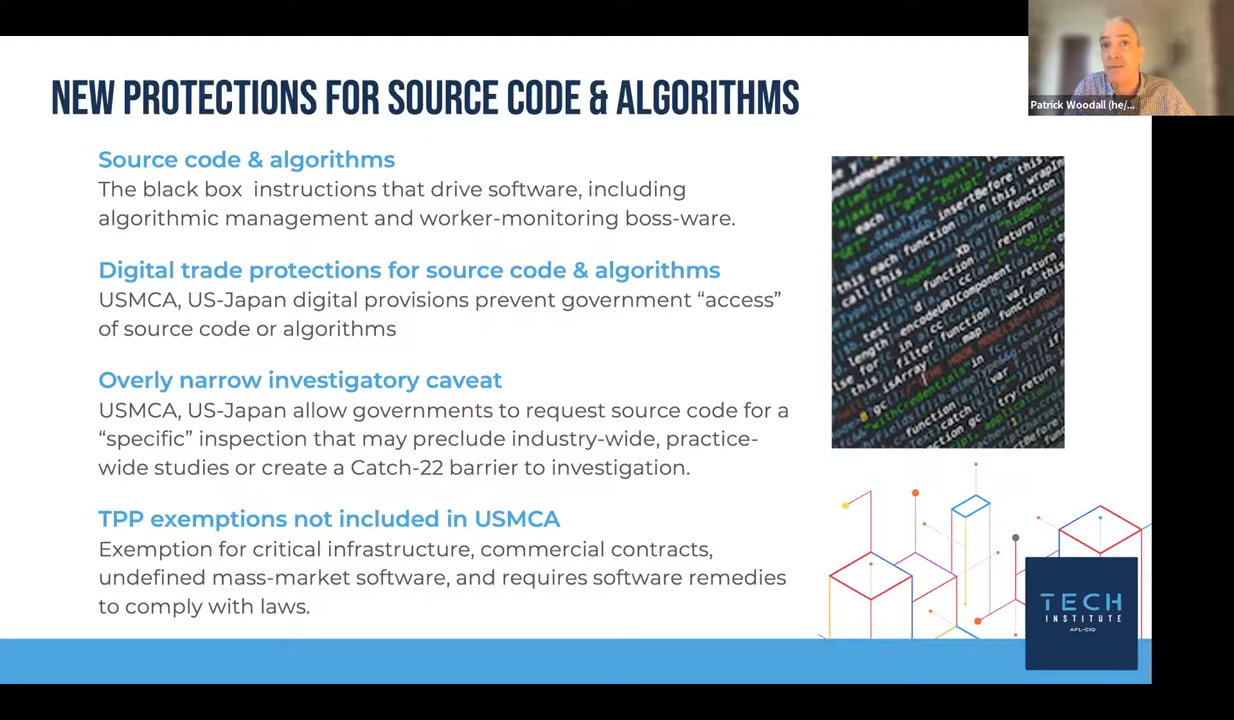 NEW PROTECTIONS FOR SOURCE CODE & ALGORITHMS
Patrick Woodall (he/...
Source code & algorithms
The black box instructions that drive software, including
algorithmic management and worker-monitoring boss-ware.
Digital trade protections for source code & algorithms
USMCA, US-Japan digital provisions prevent government “access”
of source code or algorithms
Overly narrow investigatory caveat
USMCA, US-Japan allow governments to request source code for a
“specific” inspection that may preclude industry-wide, practice-
wide studies or create a Catch-22 barrier to investigation.
TPP exemptions not included in USMCA
Exemption for critical infrastructure, commercial contracts,
undefined mass-market software, and requires software remedies
to comply with laws.
TECH
INSTITUTE
AFL-CIO